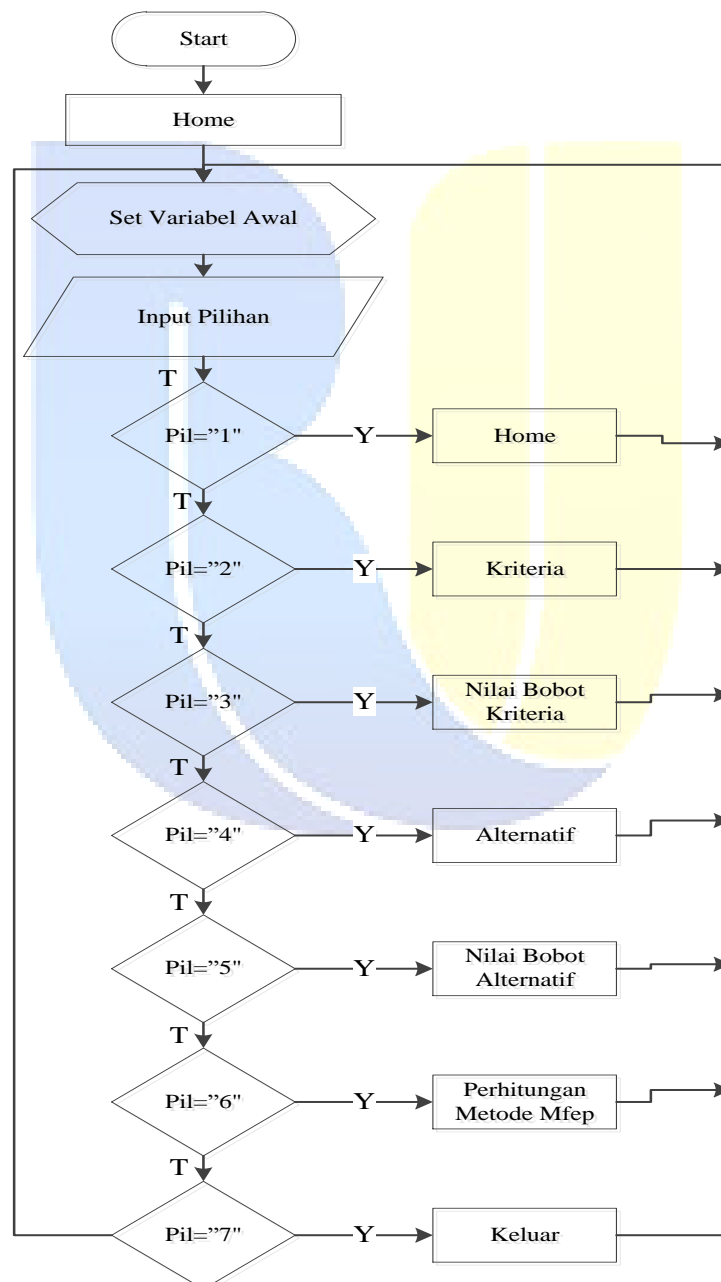 Start
Home
Set Variabel Awal
Input Pilihan
T
Pil=”1"
Y
Home
T
Pil=”2"
Y
Kriteria
T
Pil=”3"
Y
Nilai Bobot
Kriteria
T
Pil=”4"
Y
Alternatif
T
Pil=”5"
Y
Nilai Bobot
Alternatif
T
Pil=”6"
Y
Perhitungan
Metode Mfep
T
Pil=”7"
Y
Keluar